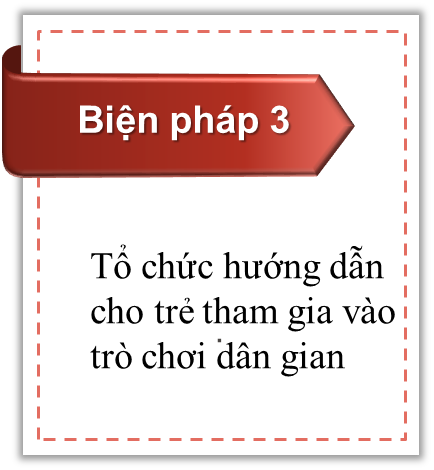 Biện pháp 3
Tổ chức hướng dẫn
cho trẻ tham gia vào
trò chơi dân gian